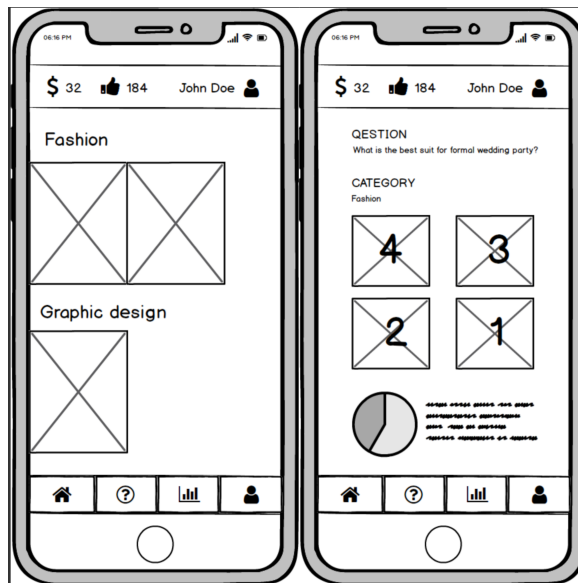 06:16 PM
$ 32 184 John Doe
Fashion
Graphic design
06:16 PM
$ 32 184 John Doe
QESTION
What is the best suit for formal wedding party?
CATEGORY
Fashion
4 3
2 1